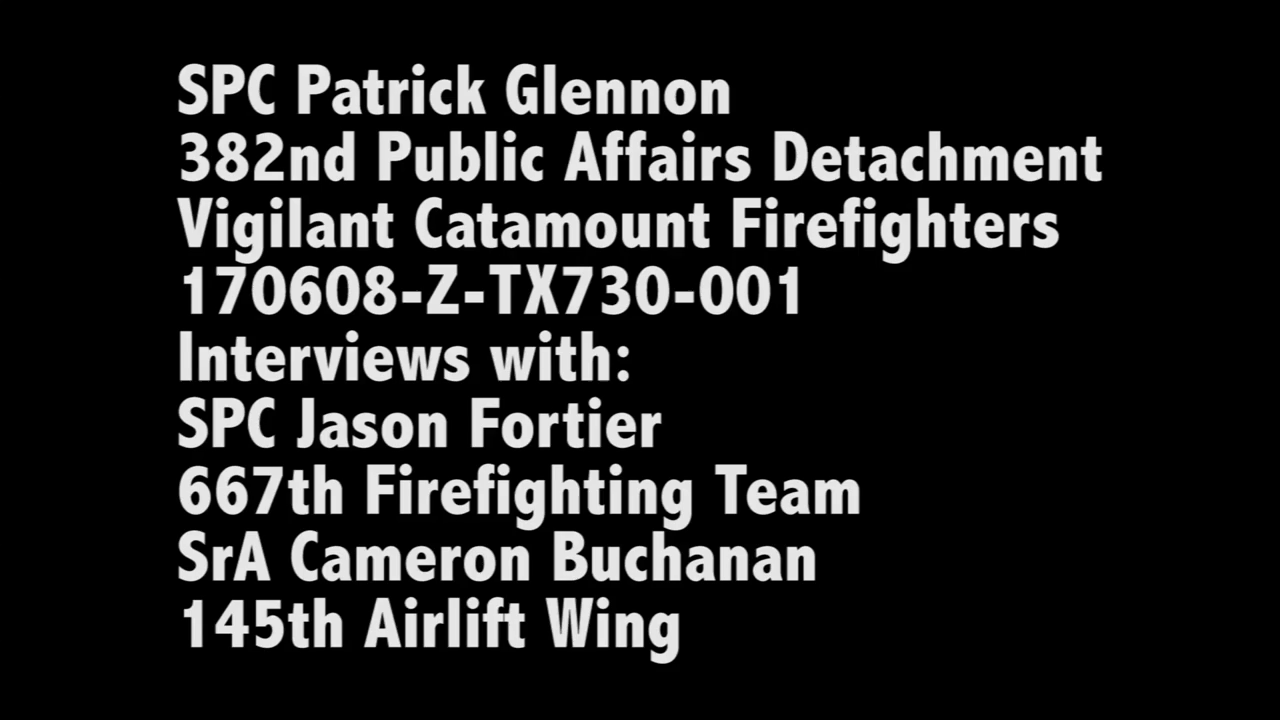 SPC Patrick Glennon
382nd Public Affairs Detachment
Vigilant Catamount Firefighters
170608-Z-TX730-001
Interviews with:
SPC Jason Fortier
667th Firefighting Team
SrA Cameron Buchanan
145th Airlift Wing